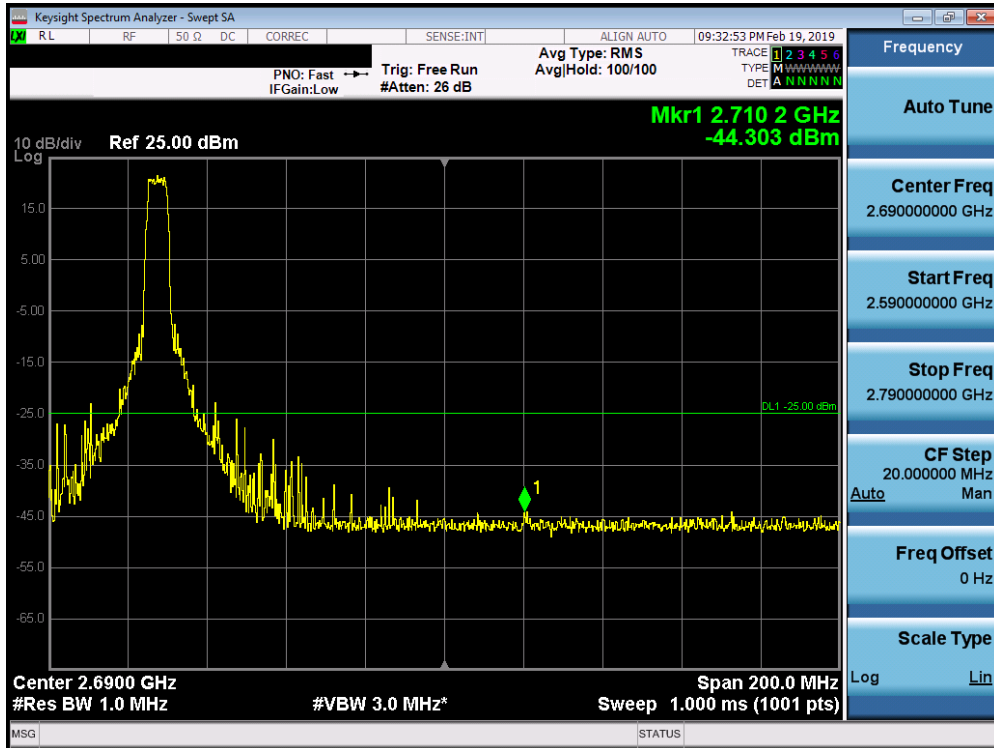 Keysight Spectrum Analyzer - Swept SA
LXI RL RF 50 Ω DC CORREC SENSE:INT ALIGN AUTO 09:32:53 PM Feb 19, 2019
PNO: Fast
IFGain:Low
Trig: Free Run
#Atten: 26 dB
Avg Type: RMS
Avg|Hold: 100/100
TRACE 1 2 3 4 5 6
TYPE M W W W W W
DET A N N N N N
Mkr1 2.710 2 GHz
-44.303 dBm
10 dB/div Ref 25.00 dBm
Log
15.0
5.00
-5.00
-15.0
-25.0
DL1 -25.00 dBm
-35.0
1
-45.0
-55.0
-65.0
Center 2.6900 GHz Span 200.0 MHz
#Res BW 1.0 MHz #VBW 3.0 MHz* Sweep 1.000 ms (1001 pts)
MSG STATUS
Frequency
Auto Tune
Center Freq
2.690000000 GHz
Start Freq
2.590000000 GHz
Stop Freq
2.790000000 GHz
CF Step
20.000000 MHz
Auto Man
Freq Offset
0 Hz
Scale Type
Log Lin